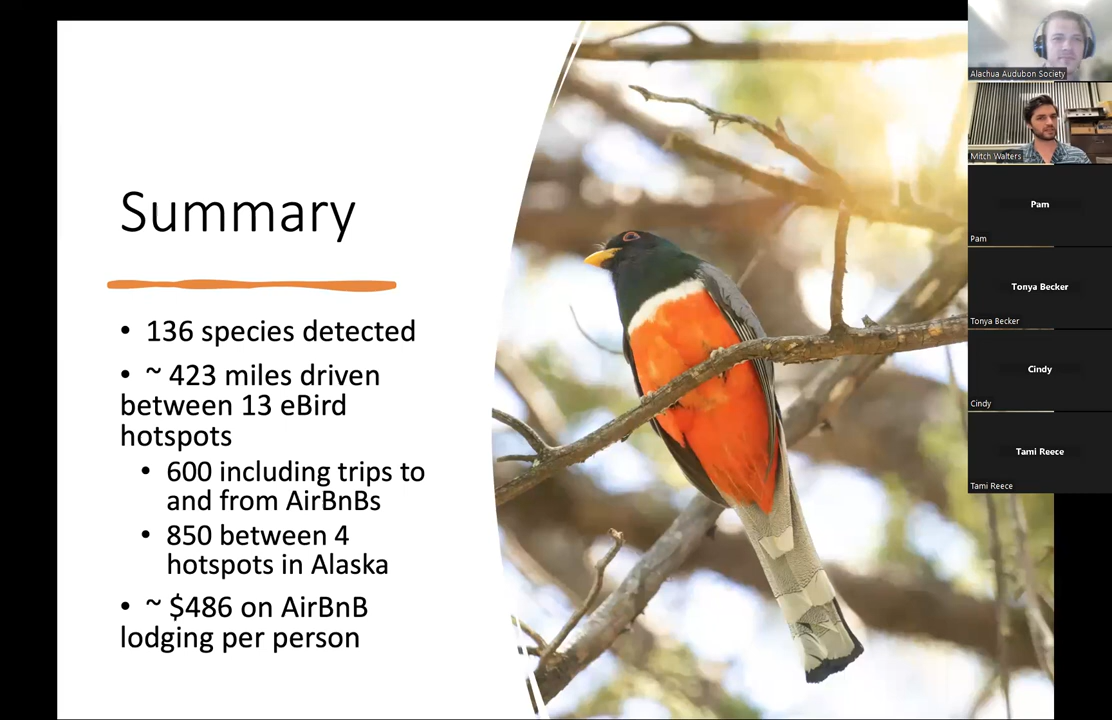 Summary
• 136 species detected
• ~ 423 miles driven
between 13 eBird
hotspots
• 600 including trips to
and from AirBnBs
• 850 between 4
hotspots in Alaska
• ~ $486 on AirBnB
lodging per person
Alachua Audubon Society
Mitch Walters
Pam
Pam
Tonya Becker
Tonya Becker
Cindy
Cindy
Tami Reece
Tami Reece